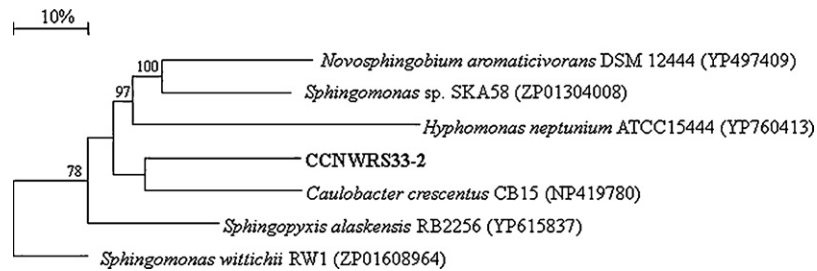 10%
100
Novosphingobium aromaticivorans DSM 12444 (YP497409)
97
Sphingomonas sp. SKA58 (ZP01304008)
Hyphomonas neptunium ATCC15444 (YP760413)
CCNWRS33-2
78
Caulobacter crescentus CB15 (NP419780)
Sphingopyxis alaskensis RB2256 (YP615837)
Sphingomonas wittichii RW1 (ZP01608964)